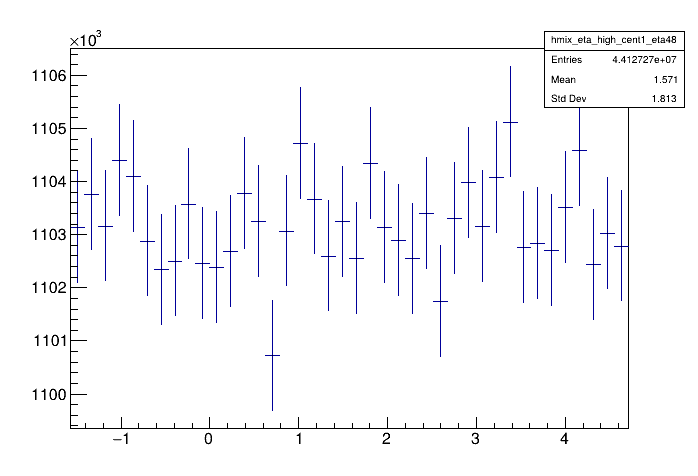 ×10³
hmix_eta_high_cent1_eta48
Entries 4.412727e+07
Mean 1.571
Std Dev 1.813
1106
1105
1104
1103
1102
1101
1100
−1 0 1 2 3 4